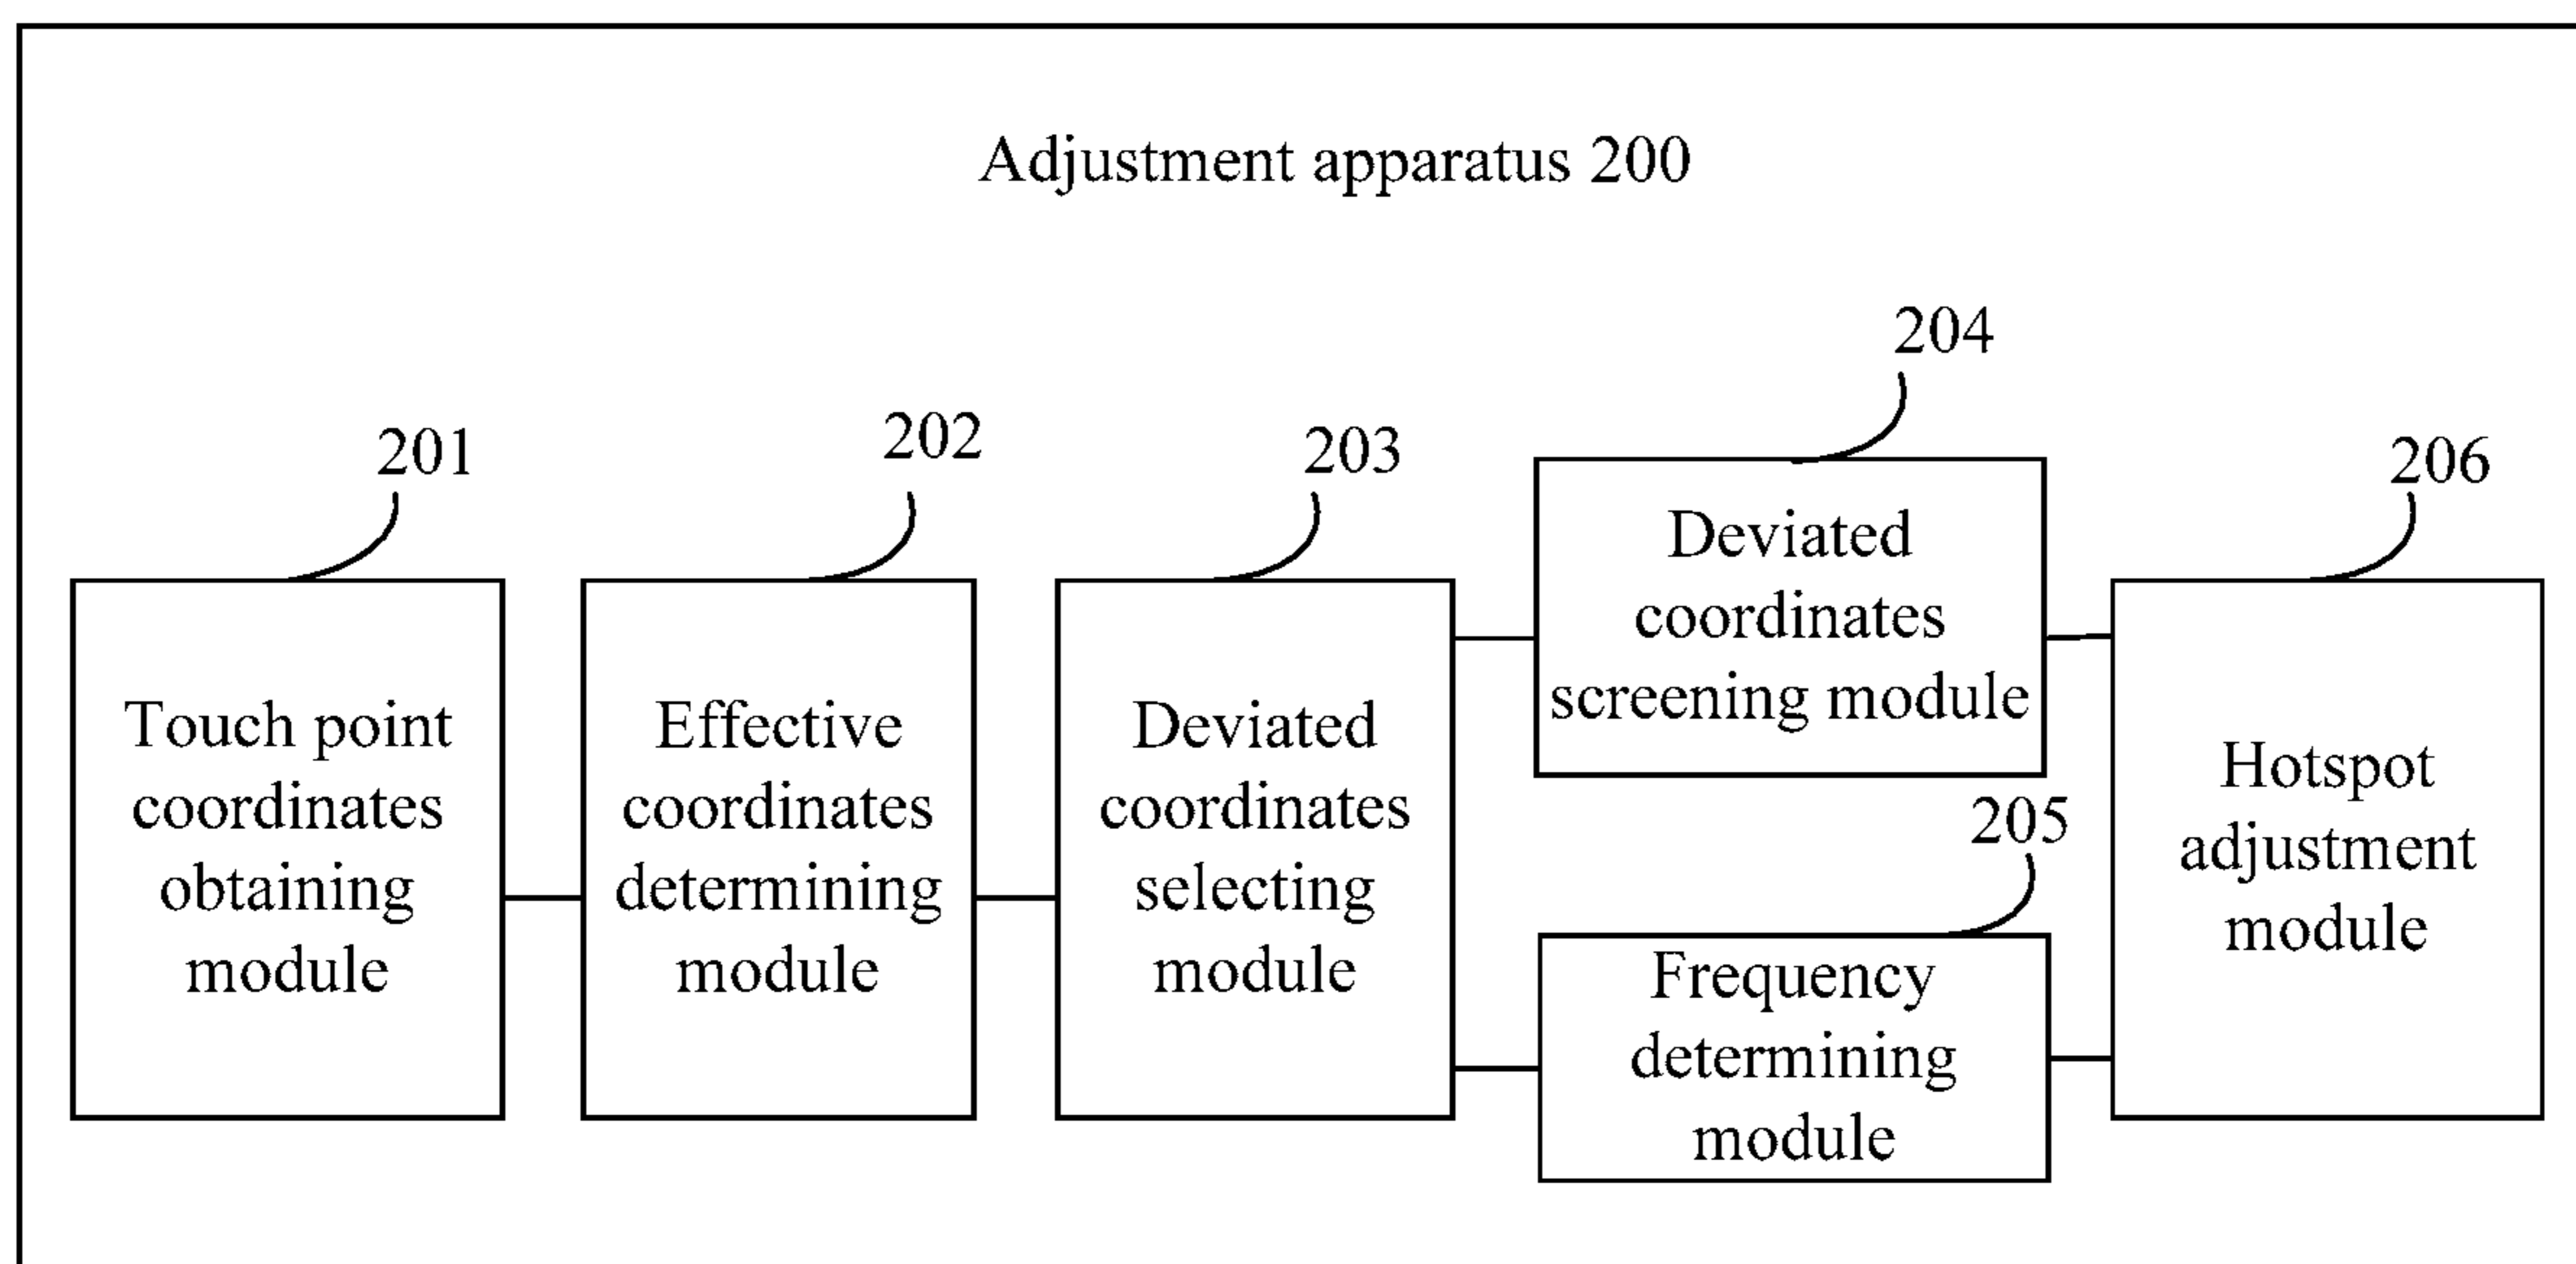 Adjustment apparatus 200
201
Touch point
coordinates
obtaining
module
202
Effective
coordinates
determining
module
203
Deviated
coordinates
selecting
module
204
Deviated
coordinates
screening module
205
Frequency
determining
module
206
Hotspot
adjustment
module